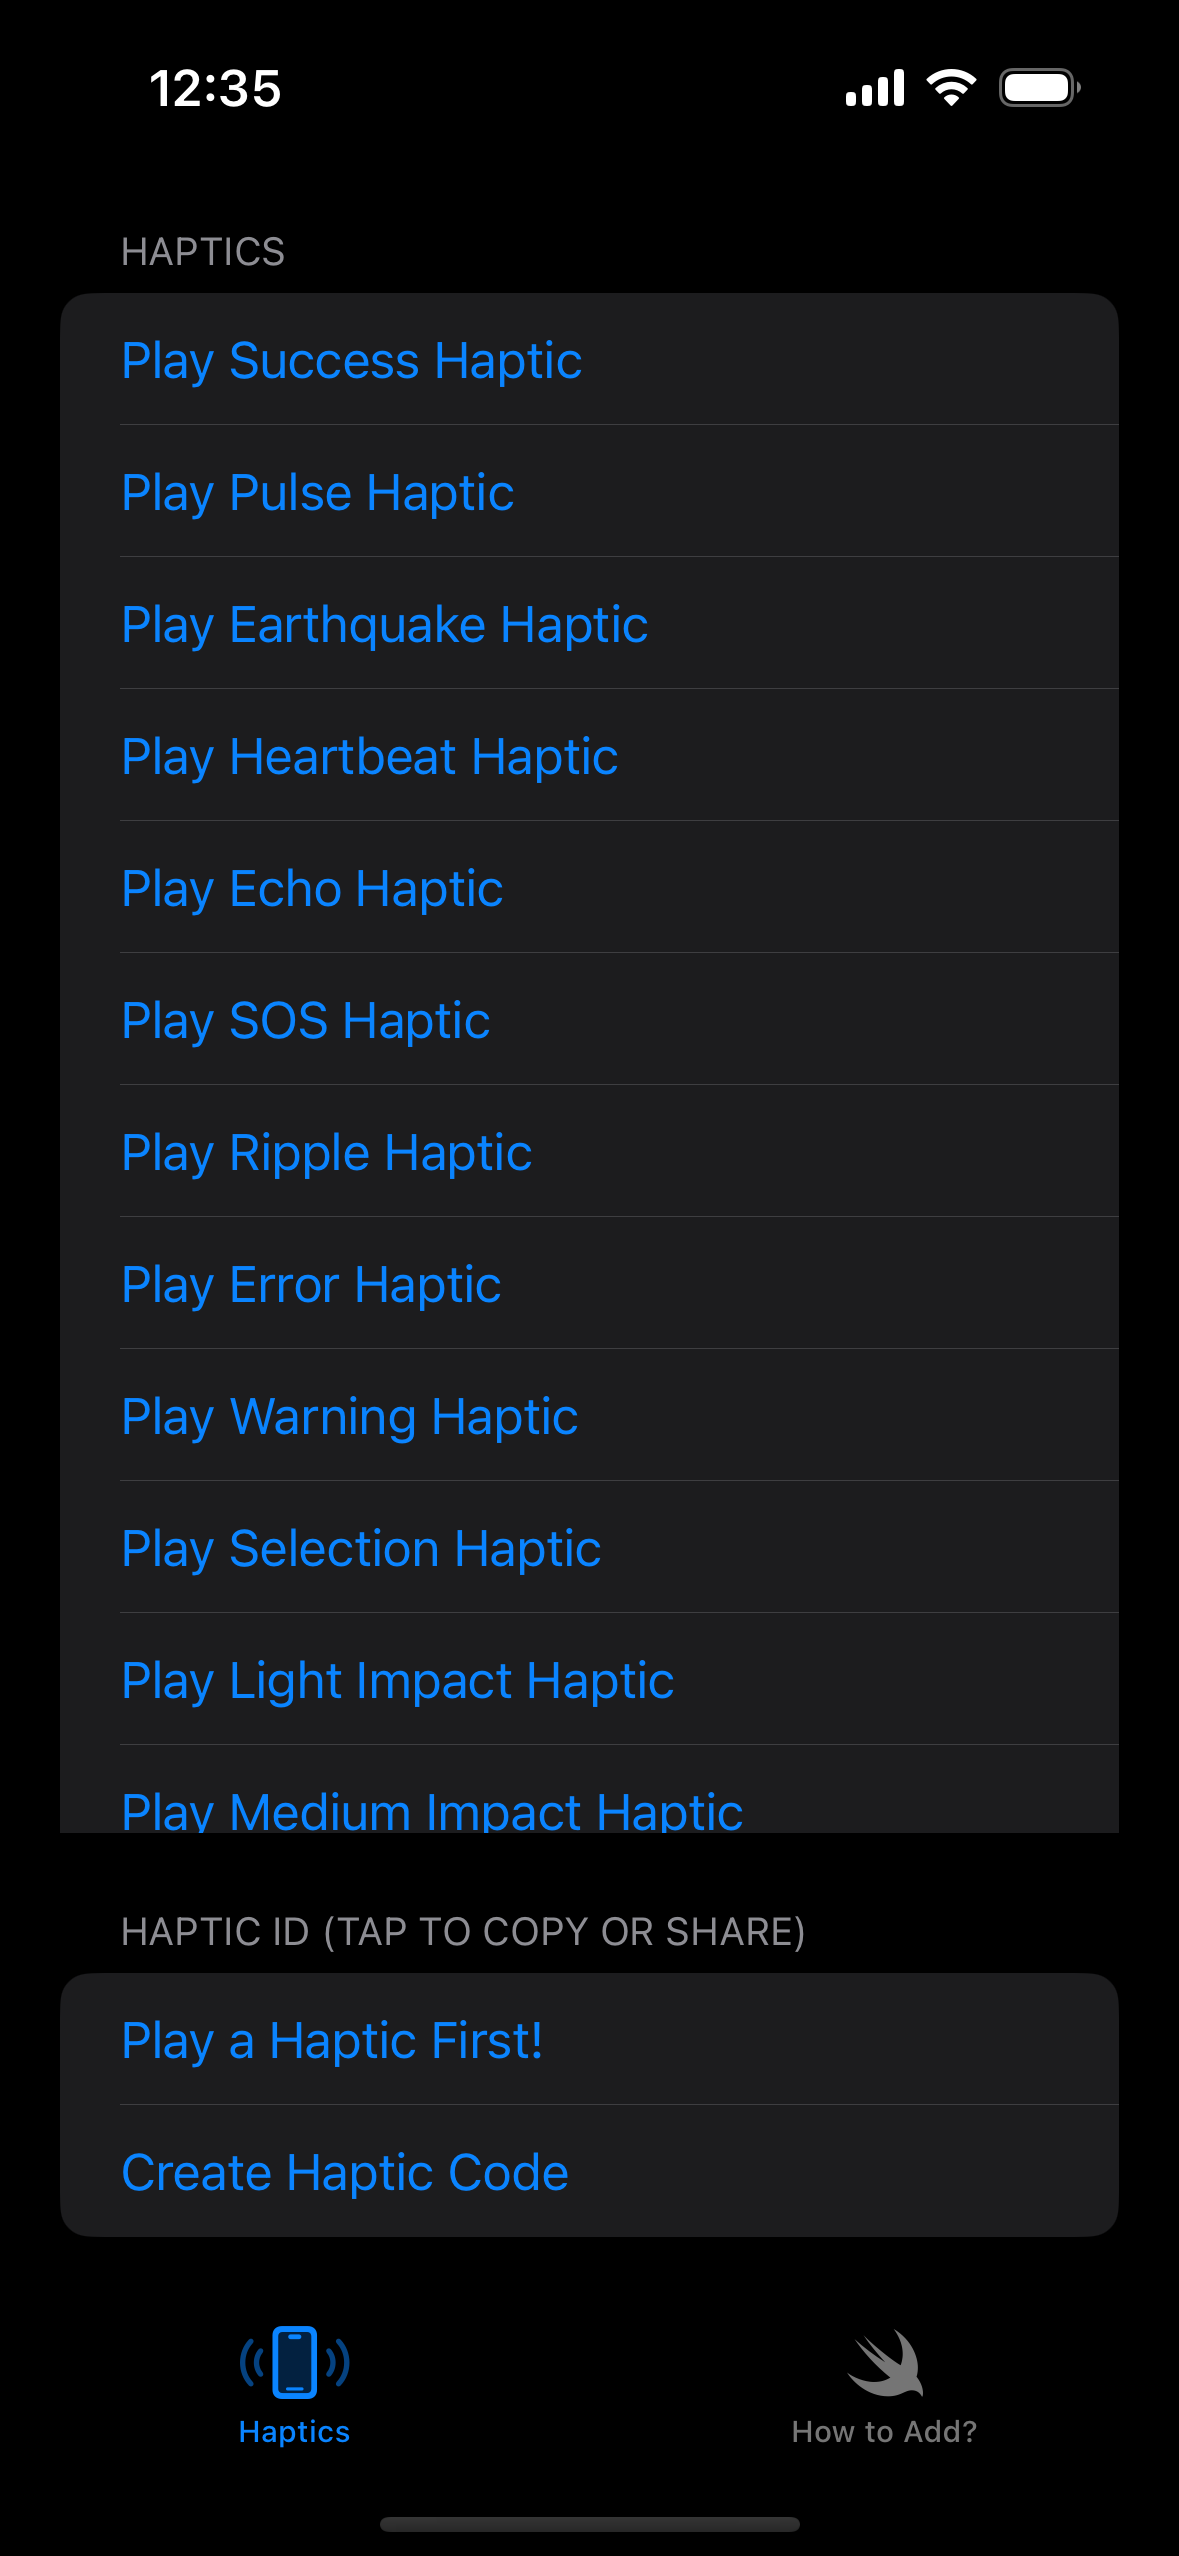 12:35
HAPTICS
Play Success Haptic
Play Pulse Haptic
Play Earthquake Haptic
Play Heartbeat Haptic
Play Echo Haptic
Play SOS Haptic
Play Ripple Haptic
Play Error Haptic
Play Warning Haptic
Play Selection Haptic
Play Light Impact Haptic
Play Medium Impact Haptic
HAPTIC ID (TAP TO COPY OR SHARE)
Play a Haptic First!
Create Haptic Code
Haptics
How to Add?